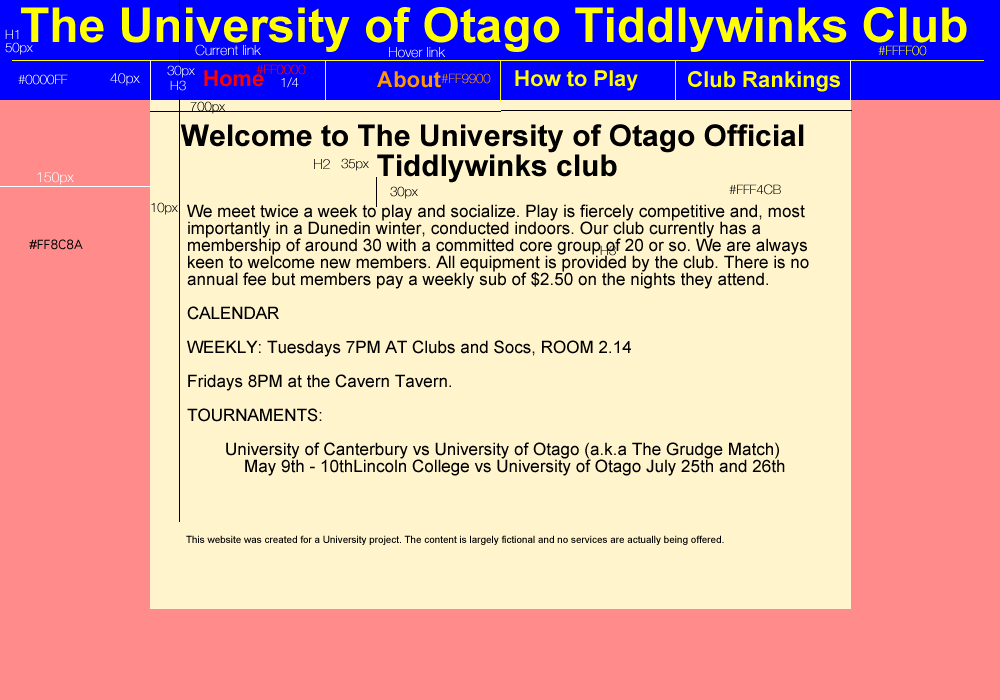 The University of Otago Tiddlywinks Club
H1
50px
Current link
Hover link
#FFFF00
#0000FF
40px
30px
H3
Home
#FF0000
1/4
About
#FF9900
How to Play
Club Rankings
700px
Welcome to The University of Otago Official
H2 35px
Tiddlywinks club
150px
30px
#FFF4CB
10px
#FF8C8A
We meet twice a week to play and socialize. Play is fiercely competitive and, most
importantly in a Dunedin winter, conducted indoors. Our club currently has a
membership of around 30 with a committed core group of 20 or so. We are always
H3
keen to welcome new members. All equipment is provided by the club. There is no
annual fee but members pay a weekly sub of $2.50 on the nights they attend.
CALENDAR
WEEKLY: Tuesdays 7PM AT Clubs and Socs, ROOM 2.14
Fridays 8PM at the Cavern Tavern.
TOURNAMENTS:
University of Canterbury vs University of Otago (a.k.a The Grudge Match)
May 9th - 10thLincoln College vs University of Otago July 25th and 26th
This website was created for a University project. The content is largely fictional and no services are actually being offered.